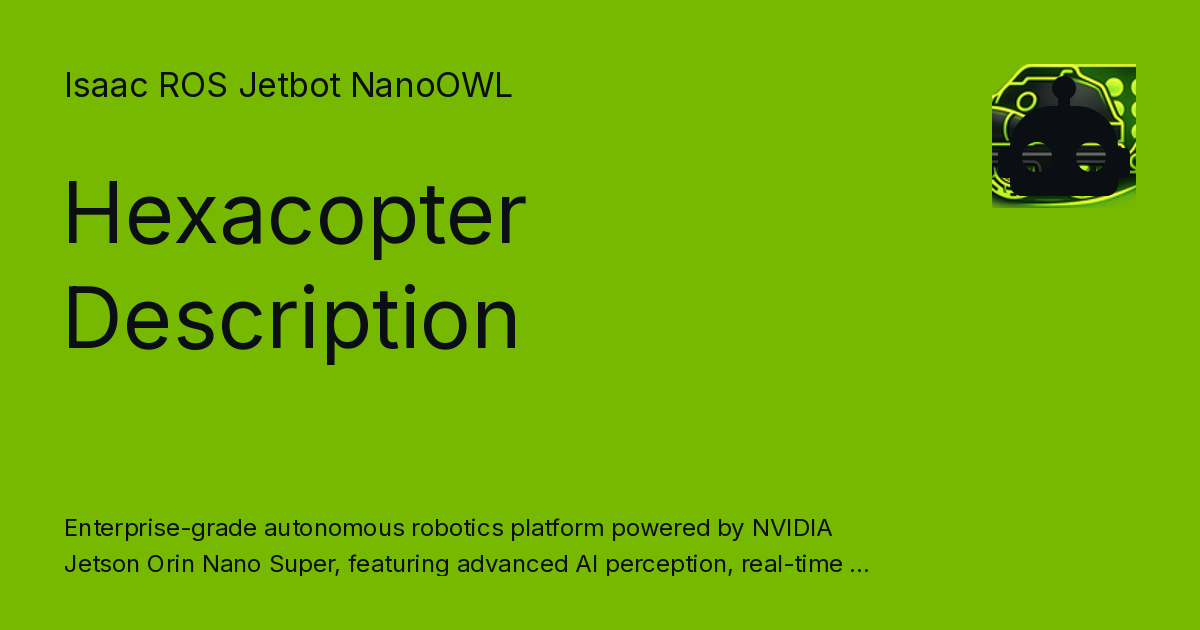 Isaac ROS Jetbot NanoOWL
Hexacopter
Description
Enterprise-grade autonomous robotics platform powered by NVIDIA
Jetson Orin Nano Super, featuring advanced AI perception, real-time ...